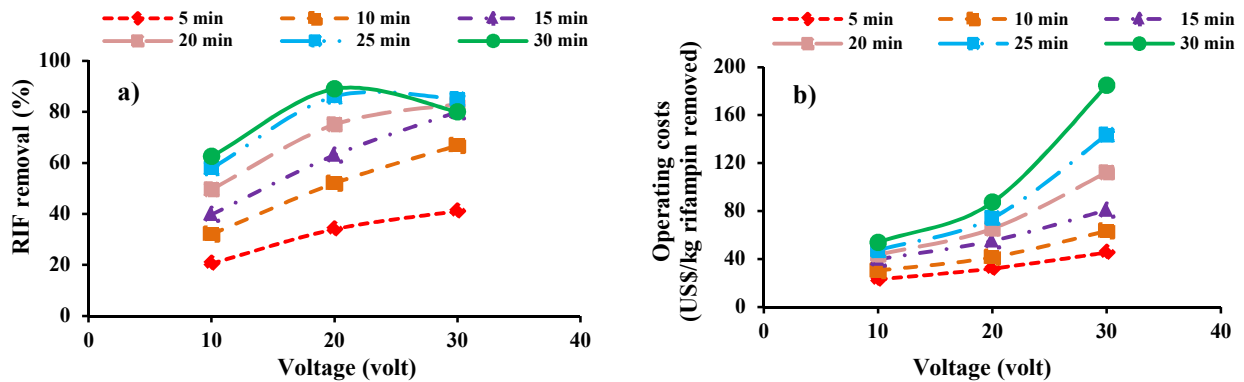 5 min 10 min 15 min
20 min 25 min 30 min
a)
RIF removal (%)
100
80
60
40
20
0
0 10 20 30 40
Voltage (volt)
5 min 10 min 15 min
20 min 25 min 30 min
b)
Operating costs
(US$/kg rifampin removed)
200
160
120
80
40
0
0 10 20 30 40
Voltage (volt)